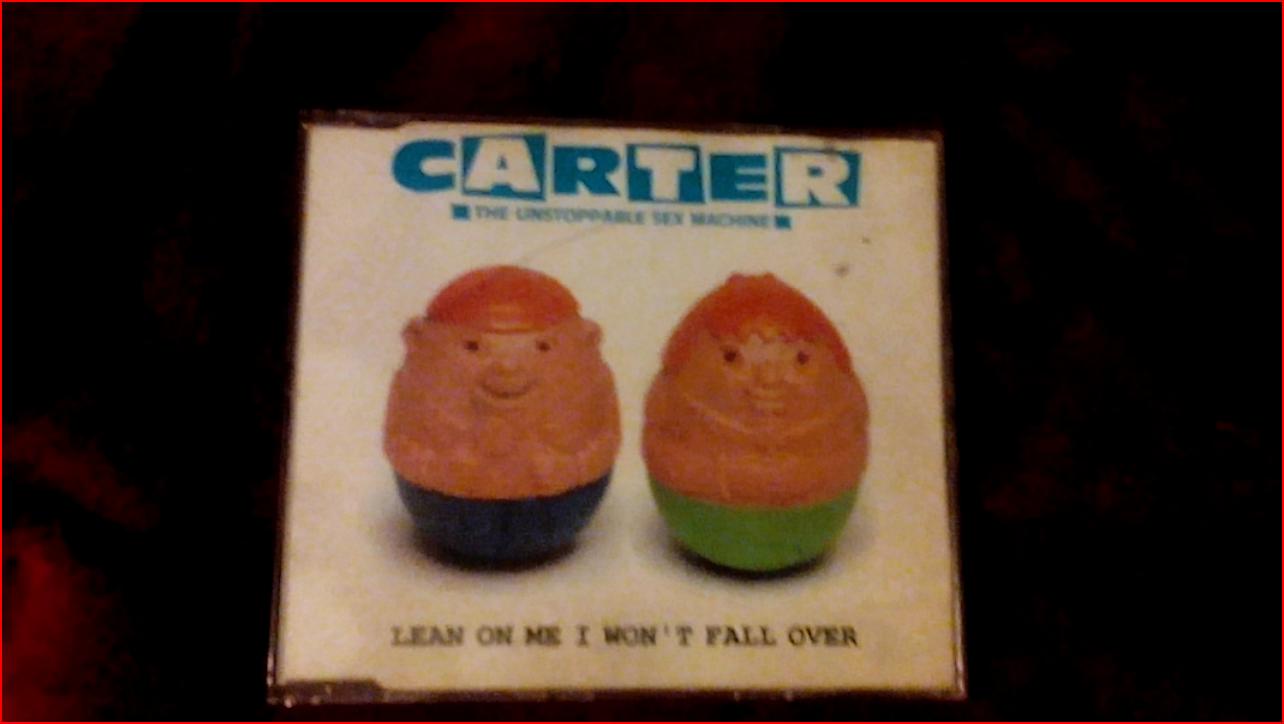 CARTER
THE UNSTOPPABLE SEX MACHINE
LEAN ON ME I WON'T FALL OVER